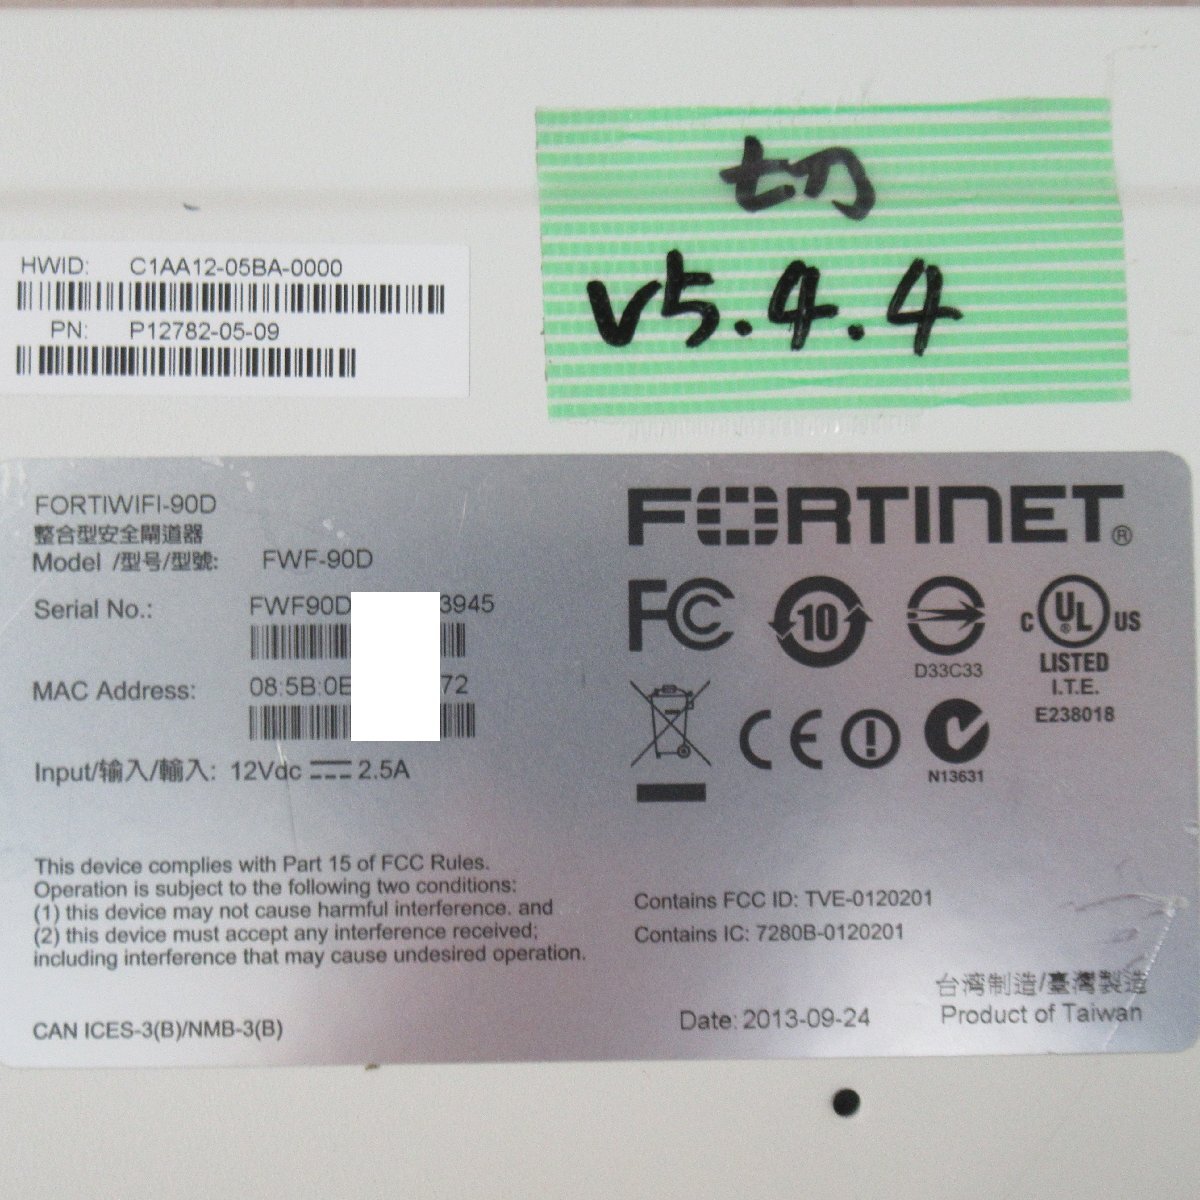 切
v5.4.4
HWID: C1AA12-05BA-0000
PN: P12782-05-09
FORTIWIFI-90D
整合型安全閘道器
Model /型号/型號: FWF-90D
Serial No.: FWF90D 3945
MAC Address: 08:5B:0E 72
Input/输入/輸入: 12Vdc 2.5A
This device complies with Part 15 of FCC Rules.
Operation is subject to the following two conditions:
(1) this device may not cause harmful interference. and
(2) this device must accept any interference received;
including interference that may cause undesired operation.
CAN ICES-3(B)/NMB-3(B)
FORTINET®
FC
10
D33C33
C UL® US
LISTED
I.T.E.
E238018
CE
N13631
Contains FCC ID: TVE-0120201
Contains IC: 7280B-0120201
台湾制造/臺灣製造
Date: 2013-09-24
Product of Taiwan